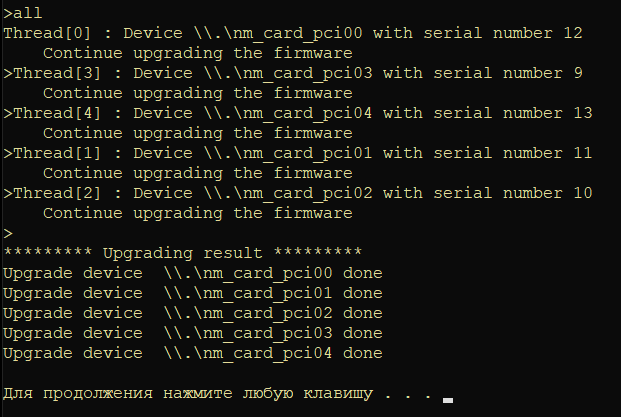 >all
Thread[0] : Device \\.\nm_card_pci00 with serial number 12
    Continue upgrading the firmware
>Thread[3] : Device \\.\nm_card_pci03 with serial number 9
    Continue upgrading the firmware
>Thread[4] : Device \\.\nm_card_pci04 with serial number 13
    Continue upgrading the firmware
>Thread[1] : Device \\.\nm_card_pci01 with serial number 11
    Continue upgrading the firmware
>Thread[2] : Device \\.\nm_card_pci02 with serial number 10
    Continue upgrading the firmware
>
********* Upgrading result *********
Upgrade device  \\.\nm_card_pci00 done
Upgrade device  \\.\nm_card_pci01 done
Upgrade device  \\.\nm_card_pci02 done
Upgrade device  \\.\nm_card_pci03 done
Upgrade device  \\.\nm_card_pci04 done
Для продолжения нажмите любую клавишу . . .